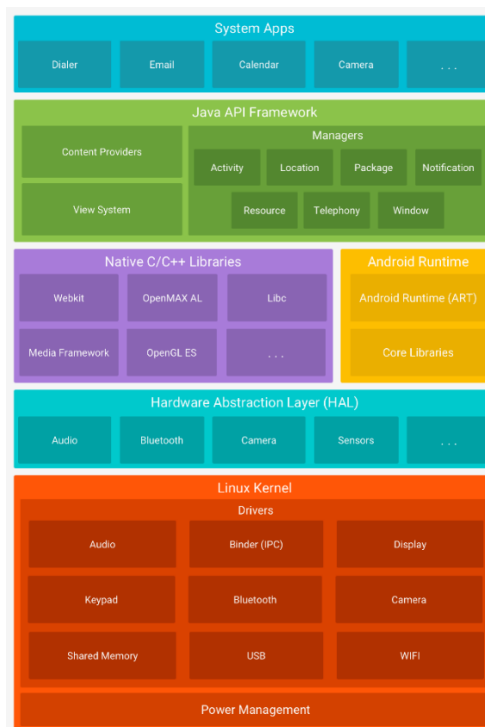 System Apps
Dialer
Email
Calendar
Camera
. . .
Java API Framework
Content Providers
View System
Managers
Activity
Location
Package
Notification
Resource
Telephony
Window
Native C/C++ Libraries
Webkit
OpenMAX AL
Libc
Media Framework
OpenGL ES
. . .
Android Runtime
Android Runtime (ART)
Core Libraries
Hardware Abstraction Layer (HAL)
Audio
Bluetooth
Camera
Sensors
. . .
Linux Kernel
Drivers
Audio
Binder (IPC)
Display
Keypad
Bluetooth
Camera
Shared Memory
USB
WIFI
Power Management